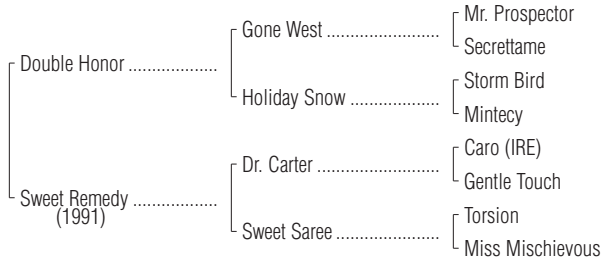 Mr. Prospector
Gone West ......................
Secrettame
Double Honor ..................
Storm Bird
Holiday Snow ..................
Mintecy
Caro (IRE)
Dr. Carter .........................
Gentle Touch
Sweet Remedy .................
(1991)
Torsion
Sweet Saree .....................
Miss Mischievous